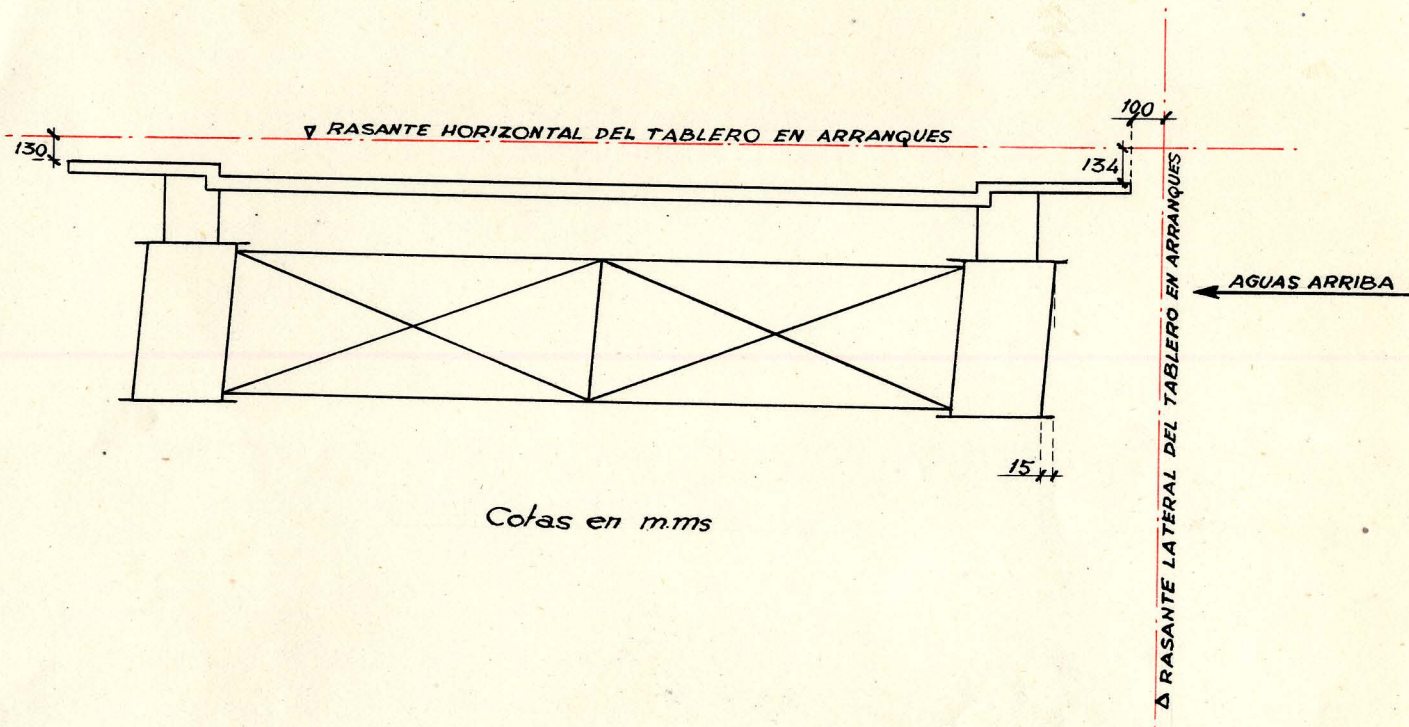 100
▽ RASANTE HORIZONTAL DEL TABLERO EN ARRANQUES
130
134
AGUAS ARRIBA
15
Cotas en m.ms
△ RASANTE LATERAL DEL TABLERO EN ARRANQUES